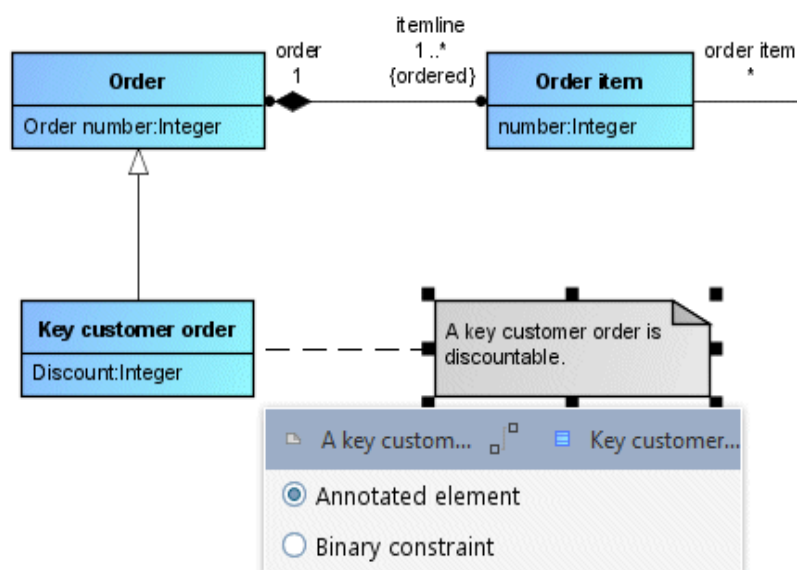 itemline
order
1 ..*
order item
1
{ordered}
*
Order
Order item
Order number:Integer
number:Integer
Key customer order
A key customer order is
discountable.
Discount:Integer
A key custom...
Key customer...
Annotated element
Binary constraint